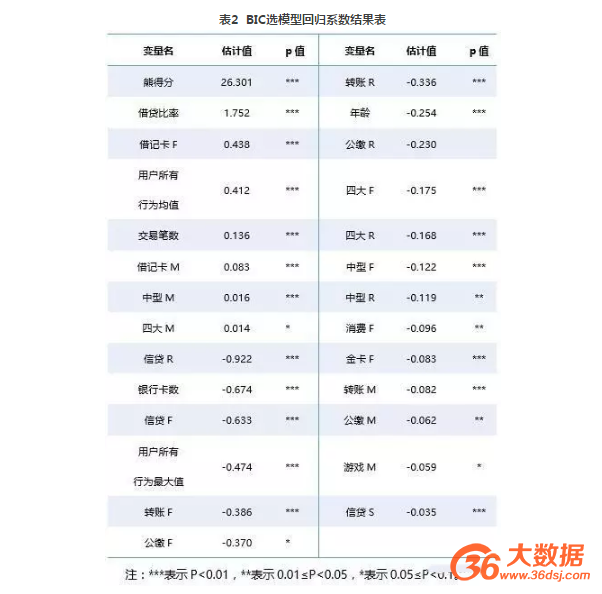 表2 BIC选模型回归系数结果表
变量名 估计值 p 值 变量名 估计值 p 值
熊得分 26.301 *** 转账 R -0.336 ***
借贷比率 1.752 *** 年龄 -0.254 ***
借记卡 F 0.438 *** 公缴 R -0.230
用户所有
行为均值 0.412 *** 四大 F -0.175 ***
交易笔数 0.136 *** 四大 R -0.168 ***
借记卡 M 0.083 *** 中型 F -0.122 ***
中型 M 0.016 *** 中型 R -0.119 **
四大 M 0.014 * 消费 F -0.096 **
信贷 R -0.922 *** 金卡 F -0.083 ***
银行卡数 -0.674 *** 转账 M -0.082 ***
信贷 F -0.633 *** 公缴 M -0.062 **
用户所有
行为最大值 -0.474 *** 游戏 M -0.059 *
转账 F -0.386 *** 信贷 S -0.035 ***
公缴 F -0.370 *
注：***表示 P<0.01，**表示 0.01≤P<0.05，*表示 0.05≤P<0.1
36大数据
www.36dsj.com